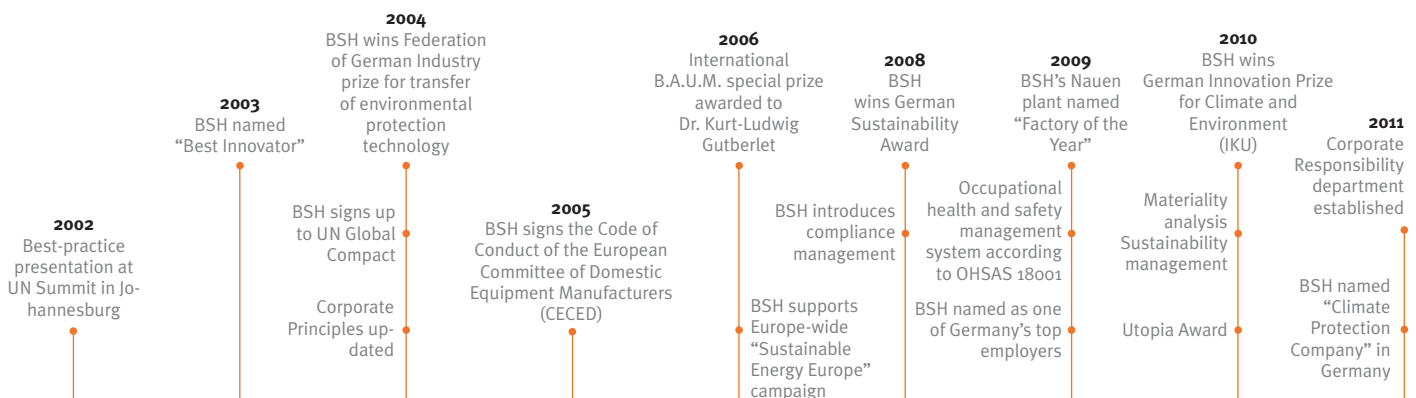 2002
Best-practice
presentation at
UN Summit in Jo-
hannesburg
2003
BSH named
“Best Innovator”
2004
BSH wins Federation
of German Industry
prize for transfer
of environmental
protection
technology
BSH signs up
to UN Global
Compact
Corporate
Principles up-
dated
2005
BSH signs the Code of
Conduct of the European
Committee of Domestic
Equipment Manufacturers
(CECED)
2006
International
B.A.U.M. special prize
awarded to
Dr. Kurt-Ludwig
Gutberlet
BSH supports
Europe-wide
“Sustainable
Energy Europe”
campaign
2008
BSH
wins German
Sustainability
Award
BSH introduces
compliance
management
2009
BSH’s Nauen
plant named
“Factory of the
Year”
Occupational
health and safety
management
system according
to OHSAS 18001
BSH named as one
of Germany’s top
employers
2010
BSH wins
German Innovation Prize
for Climate and
Environment
(IKU)
Materiality
analysis
Sustainability
management
Utopia Award
2011
Corporate
Responsibility
department
established
BSH named
“Climate
Protection
Company” in
Germany